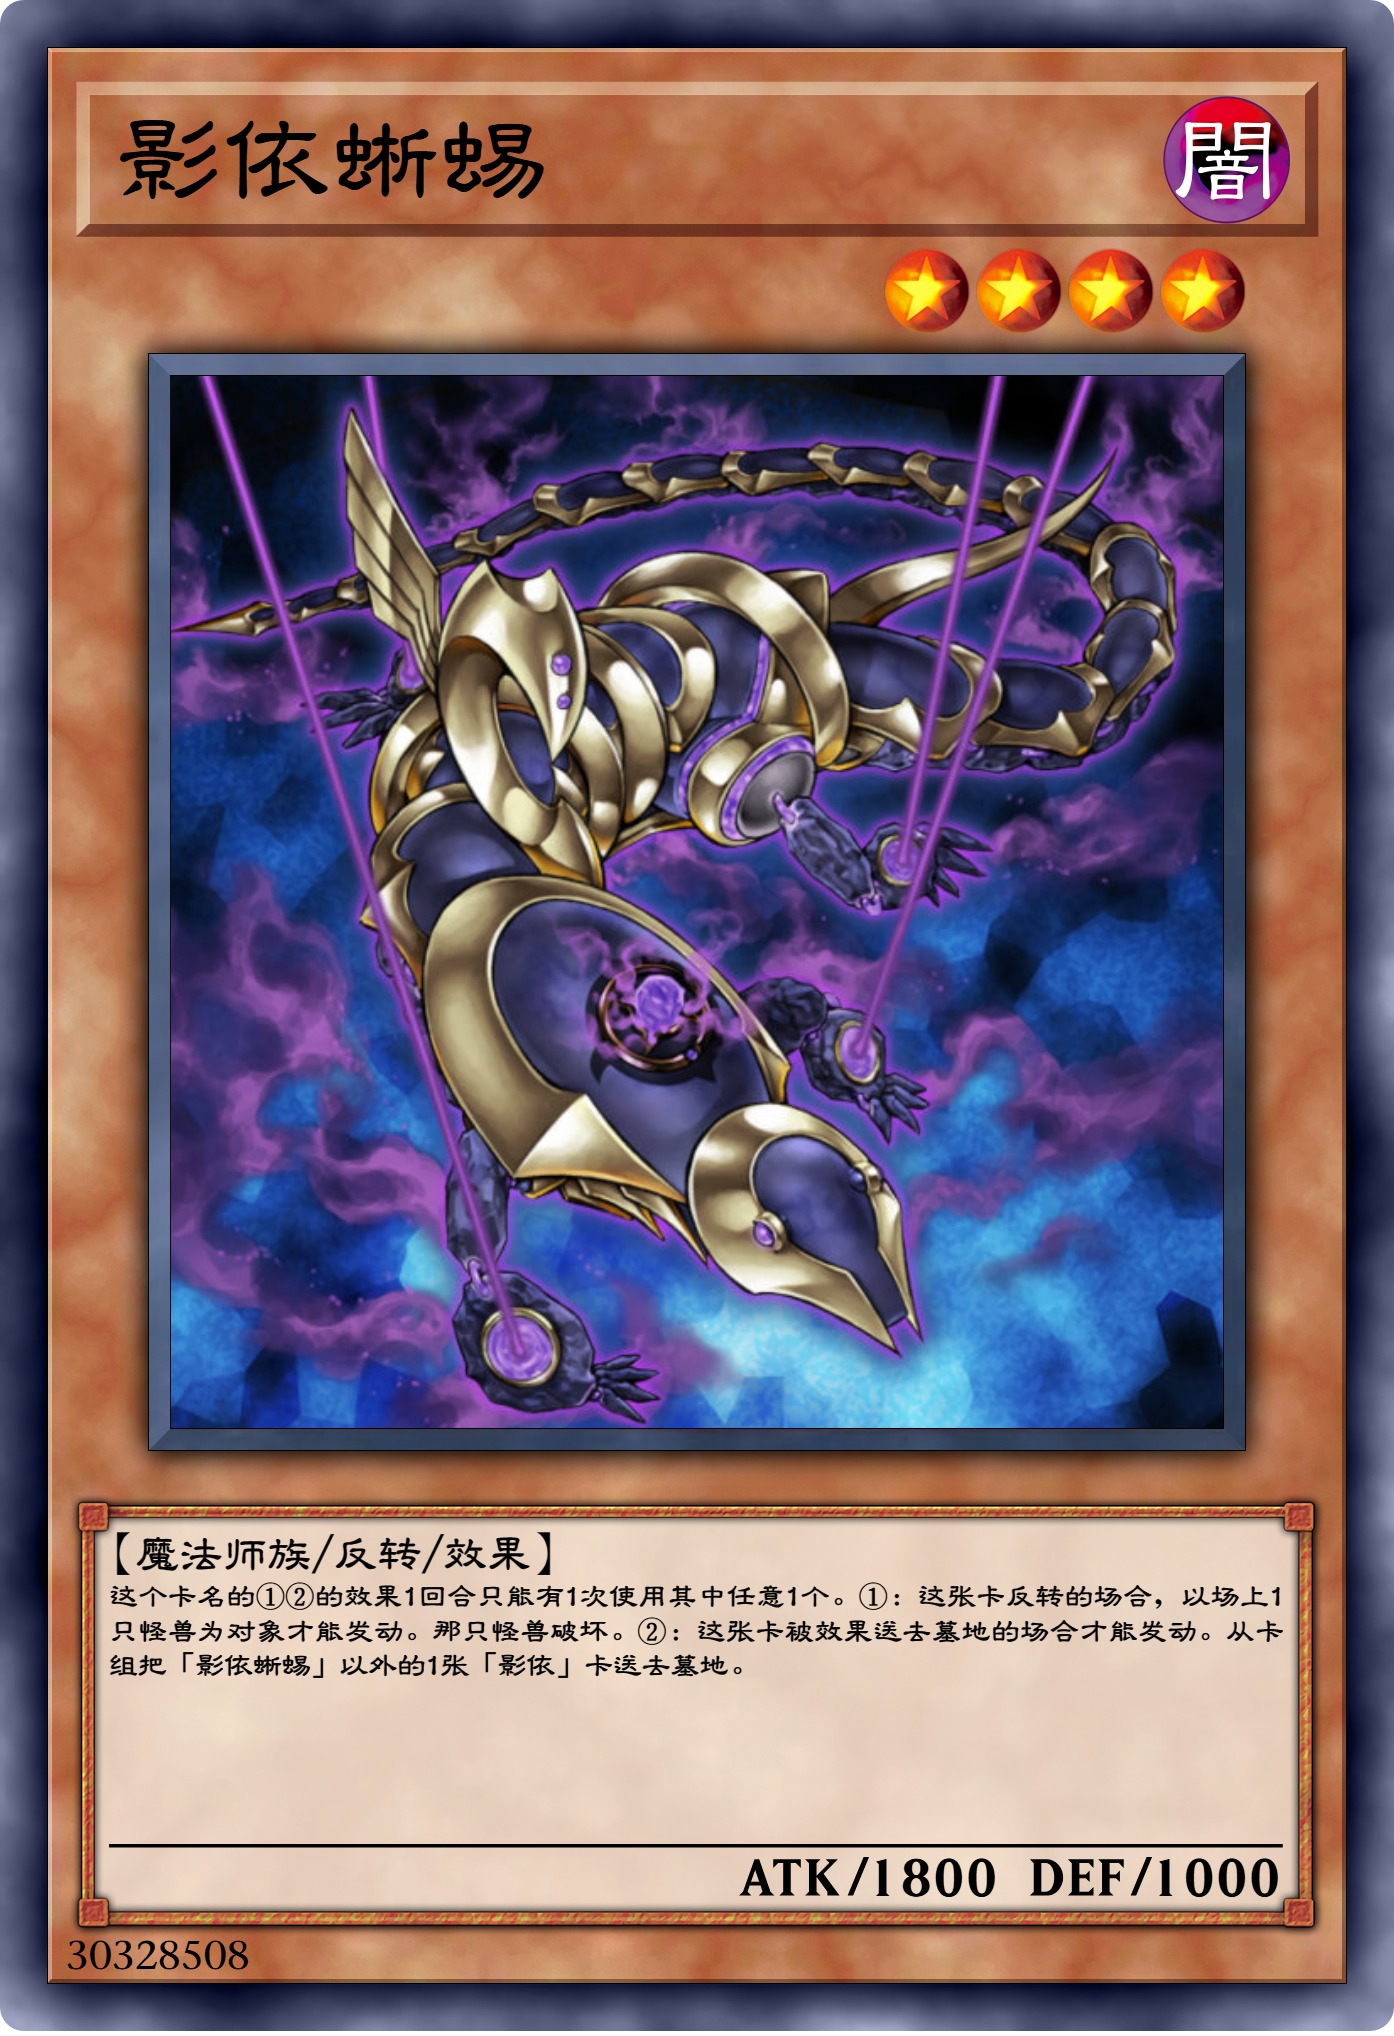 影依蜥蜴
闇
【魔法师族/反转/效果】
这个卡名的①②的效果1回合只能有1次使用其中任意1个。①：这张卡反转的场合，以场上1
只怪兽为对象才能发动。那只怪兽破坏。②：这张卡被效果送去墓地的场合才能发动。从卡
组把「影依蜥蜴」以外的1张「影依」卡送去墓地。
ATK/1800 DEF/1000
30328508